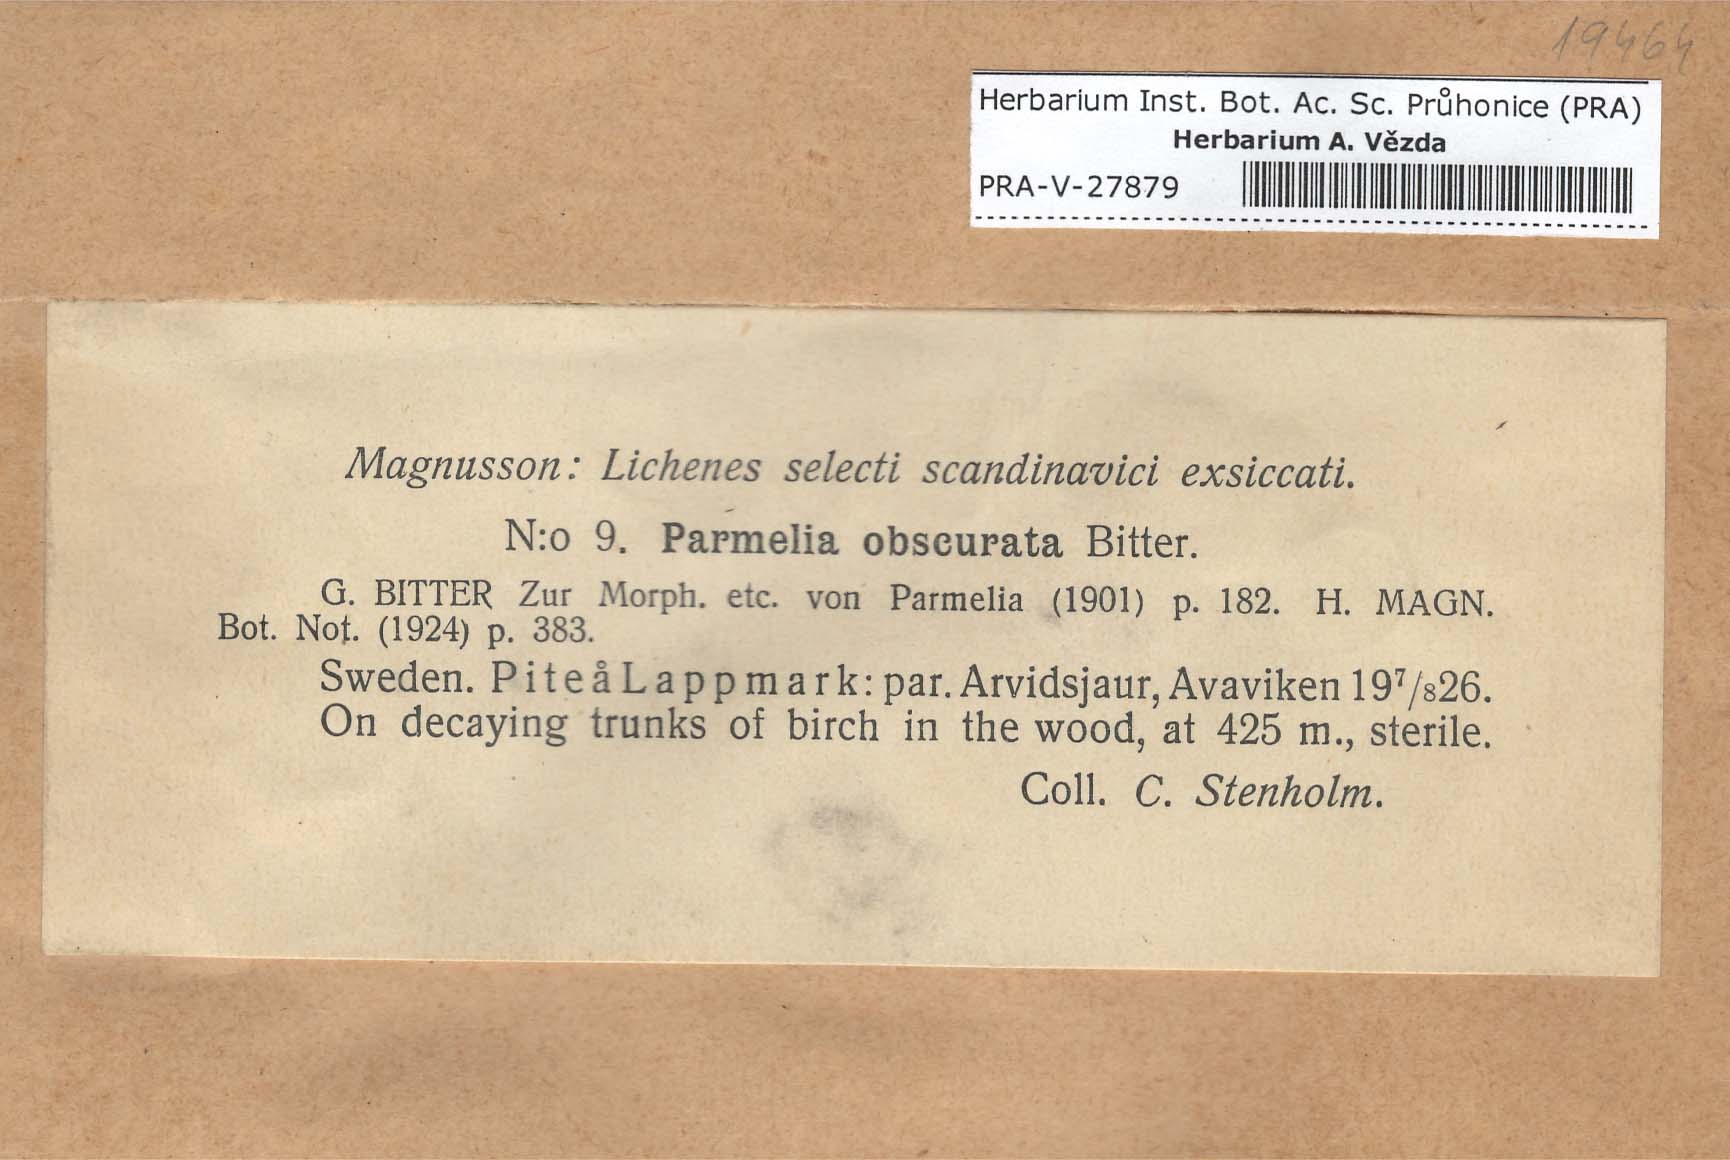 19464
Herbarium Inst. Bot. Ac. Sc. Průhonice (PRA)
Herbarium A. Vězda
PRA-V-27879
Magnusson: Lichenes selecti scandinavici exsiccati.
N:o 9. Parmelia obscurata Bitter.
G. BITTER Zur Morph. etc. von Parmelia (1901) p. 182. H. MAGN.
Bot. Not. (1924) p. 383.
Sweden. Piteå Lappmark: par. Arvidsjaur, Avaviken 19⁷/₈26.
On decaying trunks of birch in the wood, at 425 m., sterile.
Coll. C. Stenholm.